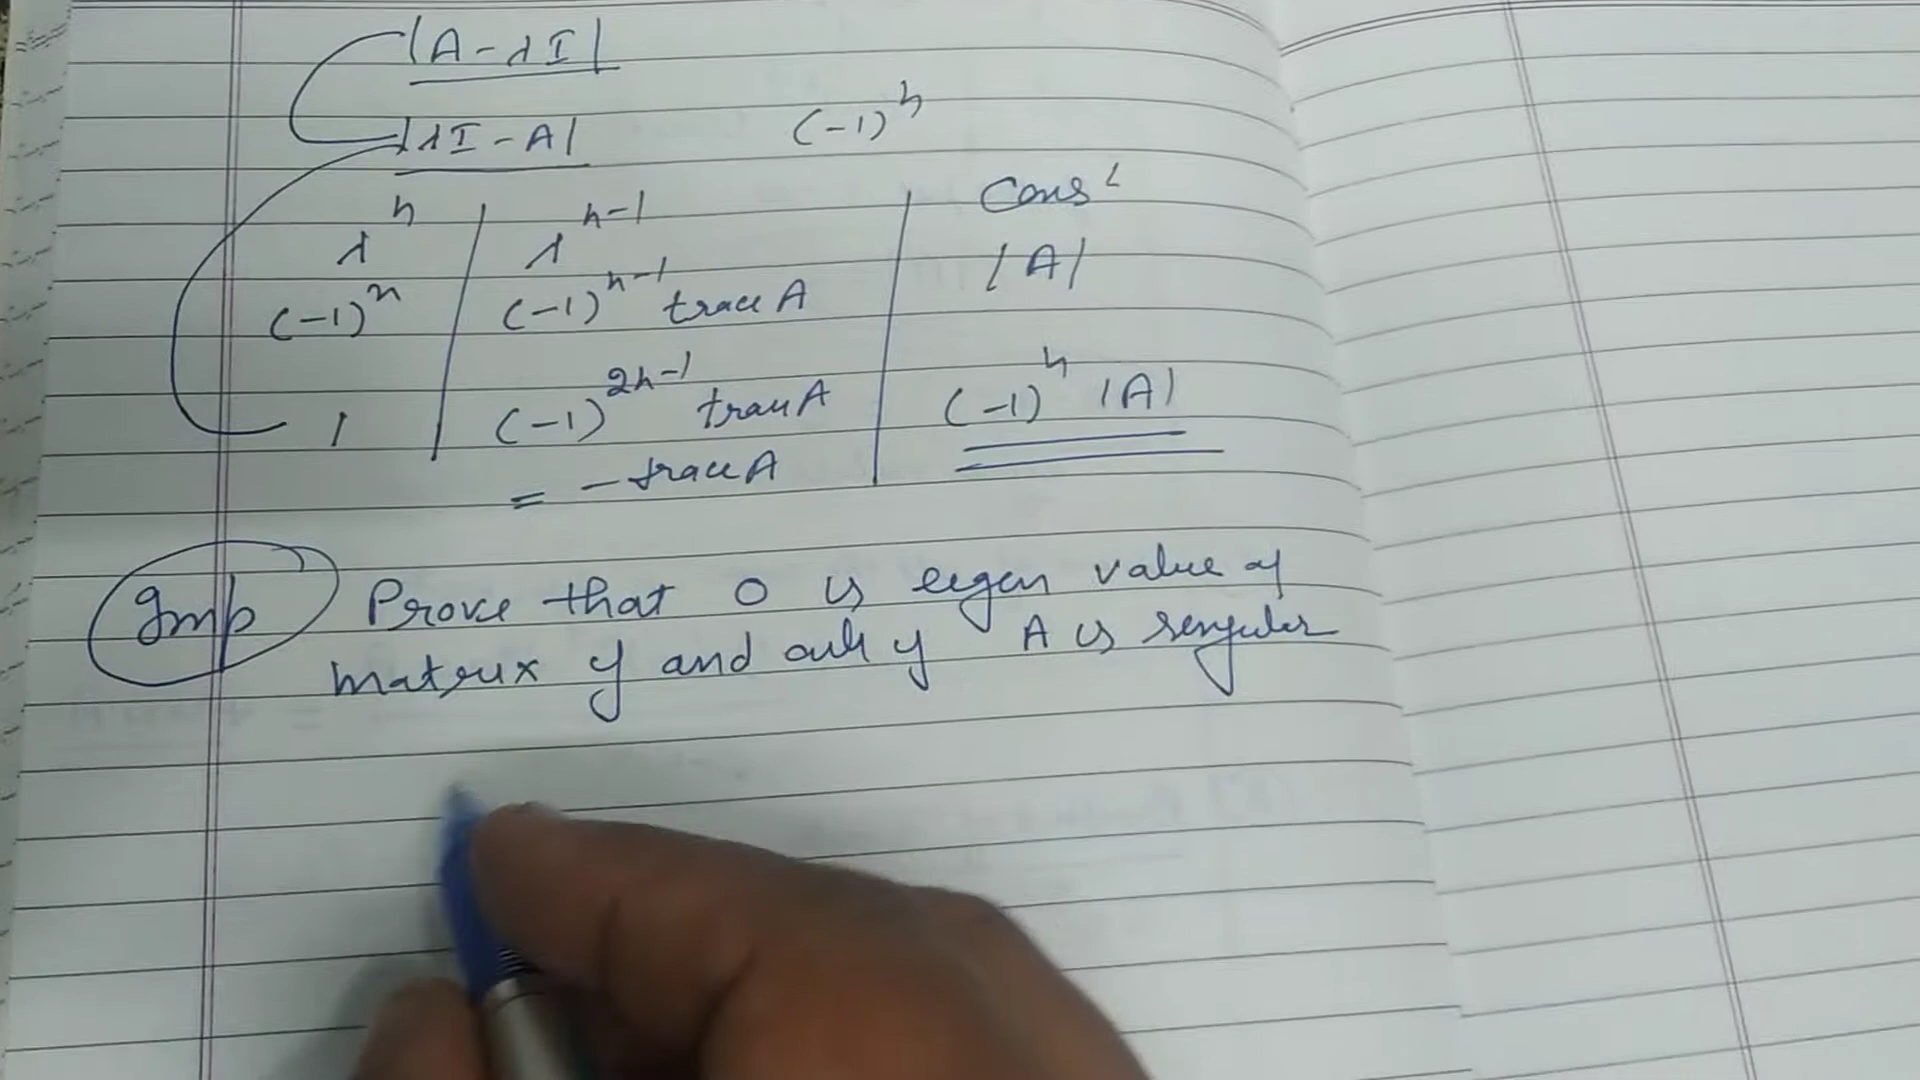 |A - λI|
|λI - A| (-1)^n
λ^n λ^n-1 Const
(-1)^n (-1)^n-1 trace A |A|
1 (-1)^2n-1 trace A (-1)^n |A|
= - trace A
Imp Prove that 0 is eigen value of
matrix if and only if A is singular